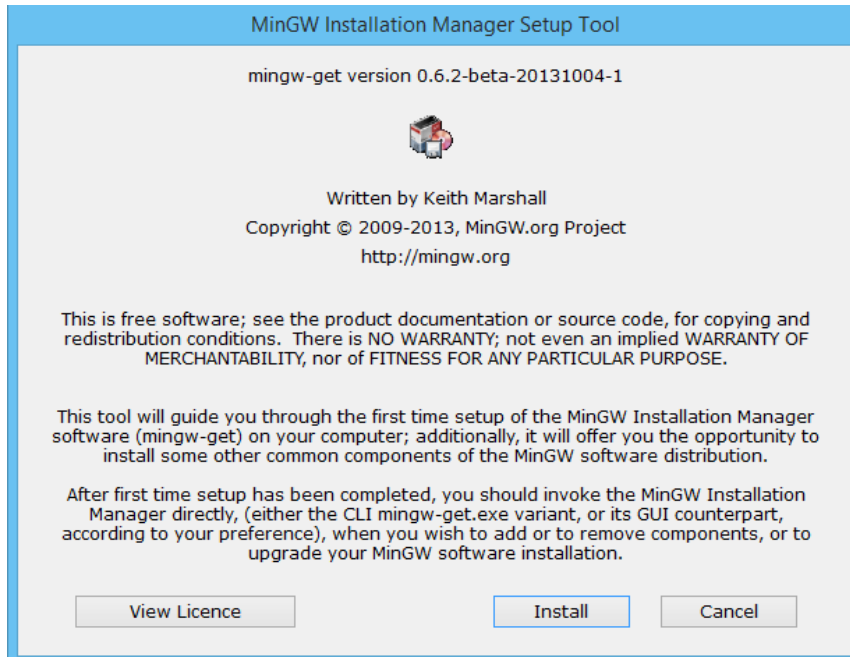 MinGW Installation Manager Setup Tool
mingw-get version 0.6.2-beta-20131004-1
Written by Keith Marshall
Copyright © 2009-2013, MinGW.org Project
http://mingw.org
This is free software; see the product documentation or source code, for copying and
redistribution conditions.  There is NO WARRANTY; not even an implied WARRANTY OF
MERCHANTABILITY, nor of FITNESS FOR ANY PARTICULAR PURPOSE.
This tool will guide you through the first time setup of the MinGW Installation Manager
software (mingw-get) on your computer; additionally, it will offer you the opportunity to
install some other common components of the MinGW software distribution.
After first time setup has been completed, you should invoke the MinGW Installation
Manager directly, (either the CLI mingw-get.exe variant, or its GUI counterpart,
according to your preference), when you wish to add or to remove components, or to
upgrade your MinGW software installation.
View Licence
Install
Cancel